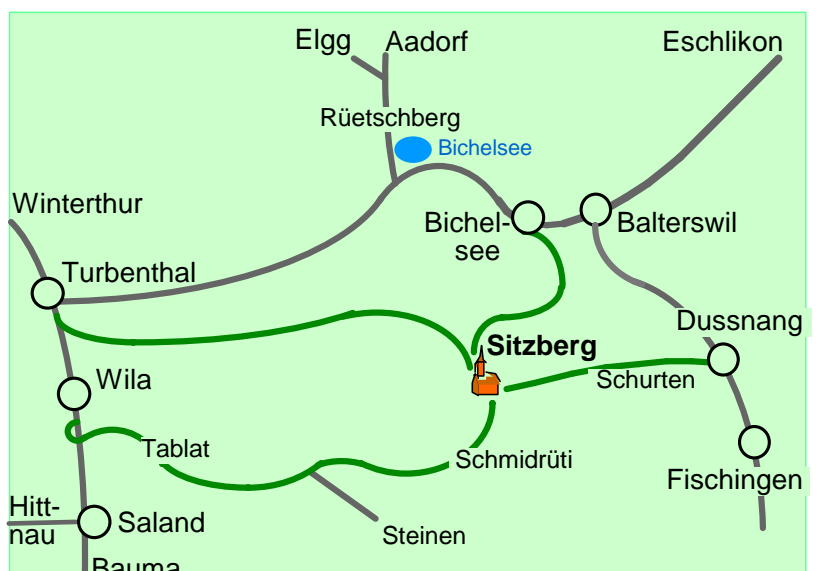 Elgg
Aadorf
Eschlikon
Rüetschberg
Bichelsee
Winterthur
Bichel-
see
Balterswil
Turbenthal
Dussnang
Sitzberg
Wila
Schurten
Tablat
Schmidrüti
Fischingen
Hitt-
nau
Saland
Steinen
Bauma